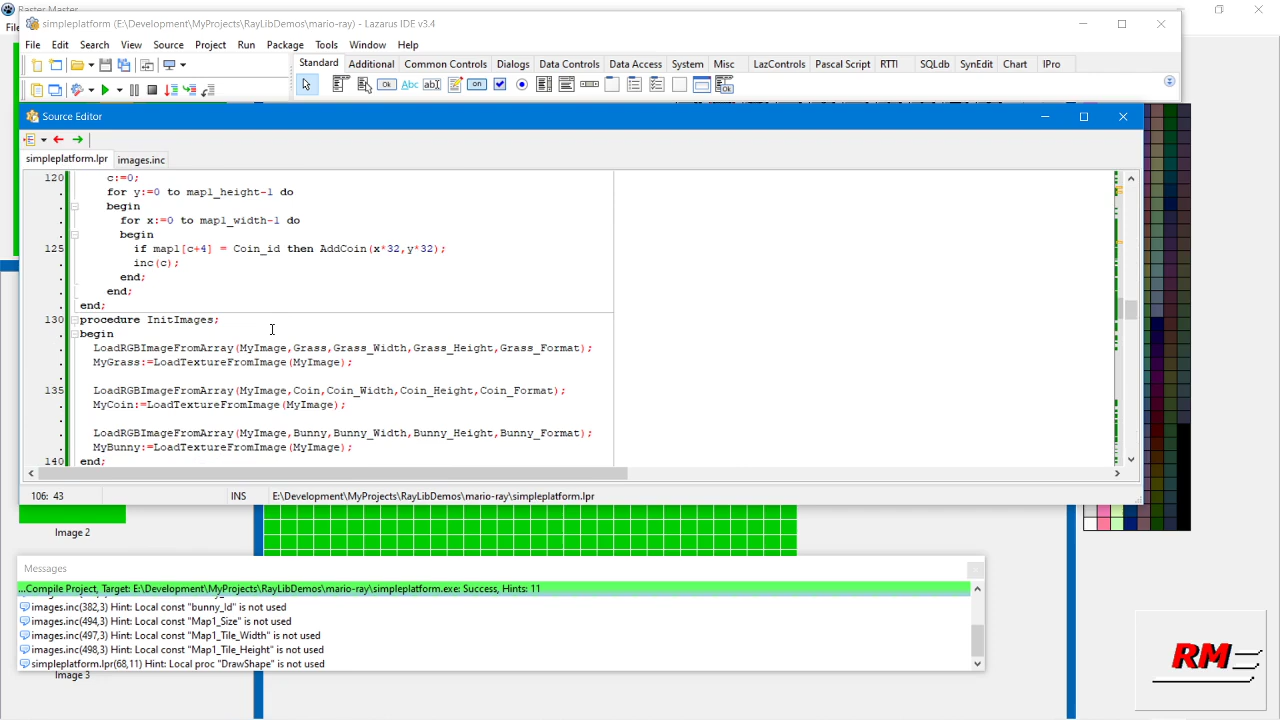 Raster Master
Fi
simpleplatform (E:\Development\MyProjects\RayLibDemos\mario-ray) - Lazarus IDE v3.4
File Edit Search View Source Project Run Package Tools Window Help
Standard Additional Common Controls Dialogs Data Controls Data Access System Misc LazControls Pascal Script RTTI SQLdb SynEdit Chart IPro
Ok Abc abI on Ok
Source Editor
simpleplatform.lpr images.inc
120 c:=0;
. for y:=0 to map1_height-1 do
. begin
. for x:=0 to map1_width-1 do
. begin
125 if map1[c+4] = Coin_id then AddCoin(x*32,y*32);
. inc(c);
. end;
. end;
. end;
130 procedure InitImages;
. begin
. LoadRGBImageFromArray(MyImage,Grass,Grass_Width,Grass_Height,Grass_Format);
. MyGrass:=LoadTextureFromImage(MyImage);
.
135 LoadRGBImageFromArray(MyImage,Coin,Coin_Width,Coin_Height,Coin_Format);
. MyCoin:=LoadTextureFromImage(MyImage);
.
. LoadRGBImageFromArray(MyImage,Bunny,Bunny_Width,Bunny_Height,Bunny_Format);
. MyBunny:=LoadTextureFromImage(MyImage);
140 end;
106: 43 INS E:\Development\MyProjects\RayLibDemos\mario-ray\simpleplatform.lpr
Image 2
Messages
...Compile Project, Target: E:\Development\MyProjects\RayLibDemos\mario-ray\simpleplatform.exe: Success, Hints: 11
images.inc(382,3) Hint: Local const "bunny_Id" is not used
images.inc(494,3) Hint: Local const "Map1_Size" is not used
images.inc(497,3) Hint: Local const "Map1_Tile_Width" is not used
images.inc(498,3) Hint: Local const "Map1_Tile_Height" is not used
simpleplatform.lpr(68,11) Hint: Local proc "DrawShape" is not used
Image 3
RM